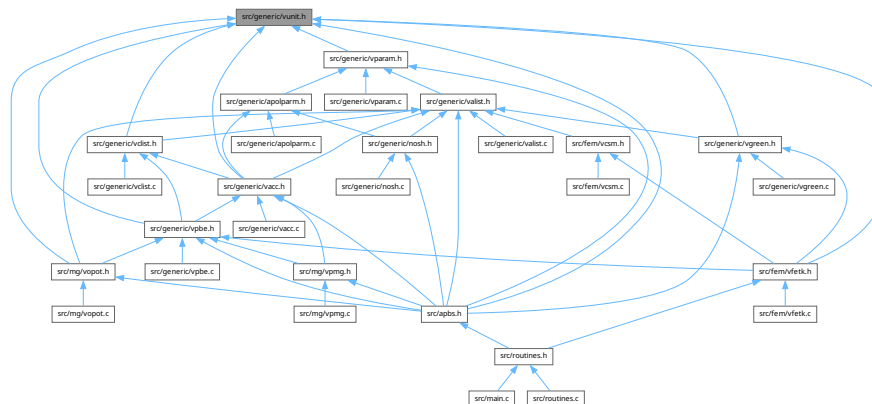 src/generic/vunit.h
src/generic/vparam.h
src/generic/apolparm.h
src/generic/vparam.c
src/generic/valist.h
src/generic/vclist.h
src/generic/apolparm.c
src/generic/nosh.h
src/generic/valist.c
src/fem/vcsm.h
src/generic/vgreen.h
src/generic/vclist.c
src/generic/vacc.h
src/generic/nosh.c
src/fem/vcsm.c
src/generic/vgreen.c
src/generic/vpbe.h
src/generic/vacc.c
src/mg/vopot.h
src/generic/vpbe.c
src/mg/vpmg.h
src/fem/vfetk.h
src/mg/vopot.c
src/mg/vpmg.c
src/apbs.h
src/fem/vfetk.c
src/routines.h
src/main.c
src/routines.c